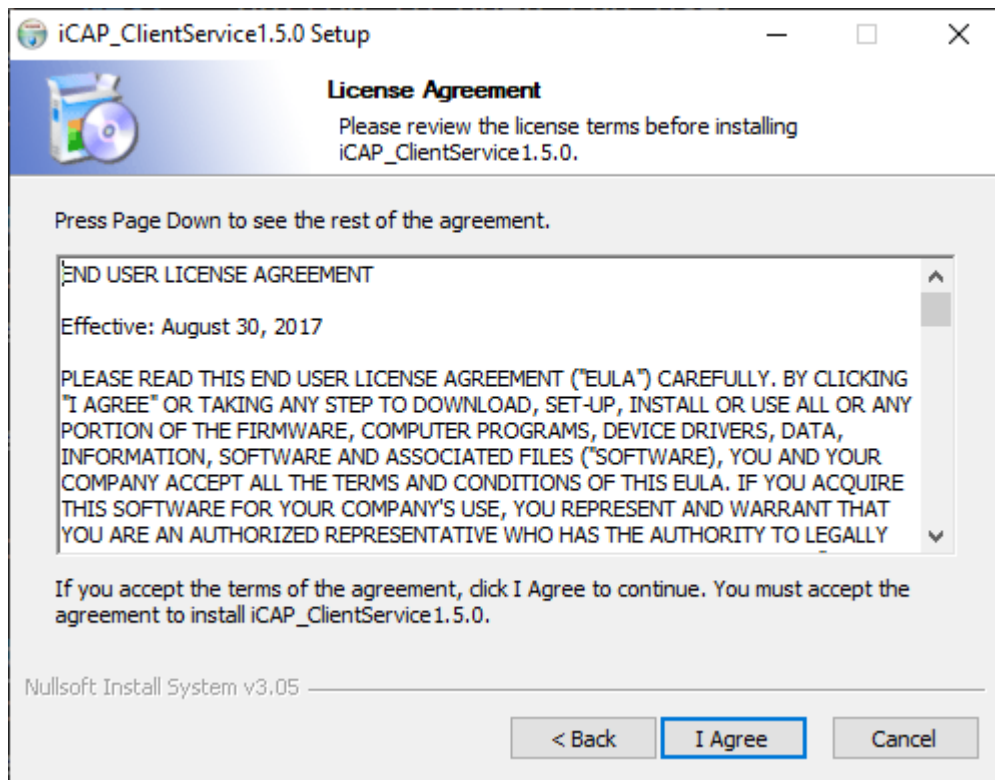 iCAP_ClientService1.5.0 Setup
License Agreement
Please review the license terms before installing
iCAP_ClientService1.5.0.
Press Page Down to see the rest of the agreement.
END USER LICENSE AGREEMENT
Effective: August 30, 2017
PLEASE READ THIS END USER LICENSE AGREEMENT ("EULA") CAREFULLY. BY CLICKING
"I AGREE" OR TAKING ANY STEP TO DOWNLOAD, SET-UP, INSTALL OR USE ALL OR ANY
PORTION OF THE FIRMWARE, COMPUTER PROGRAMS, DEVICE DRIVERS, DATA,
INFORMATION, SOFTWARE AND ASSOCIATED FILES ("SOFTWARE), YOU AND YOUR
COMPANY ACCEPT ALL THE TERMS AND CONDITIONS OF THIS EULA. IF YOU ACQUIRE
THIS SOFTWARE FOR YOUR COMPANY'S USE, YOU REPRESENT AND WARRANT THAT
YOU ARE AN AUTHORIZED REPRESENTATIVE WHO HAS THE AUTHORITY TO LEGALLY
If you accept the terms of the agreement, click I Agree to continue. You must accept the
agreement to install iCAP_ClientService1.5.0.
Nullsoft Install System v3.05
< Back
I Agree
Cancel